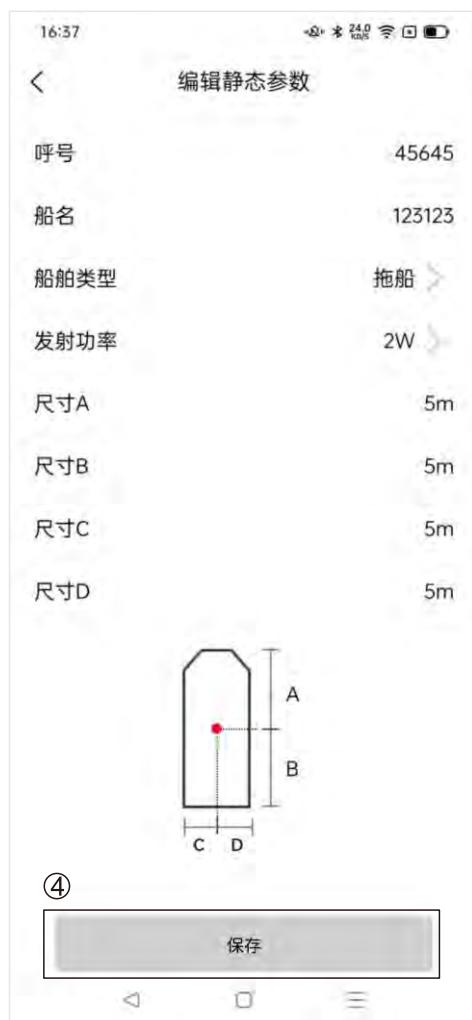 16:37 24.0 KB/S
编辑静态参数
呼号 45645
船名 123123
船舶类型 拖船
发射功率 2W
尺寸A 5m
尺寸B 5m
尺寸C 5m
尺寸D 5m
A
B
C D
④
保存